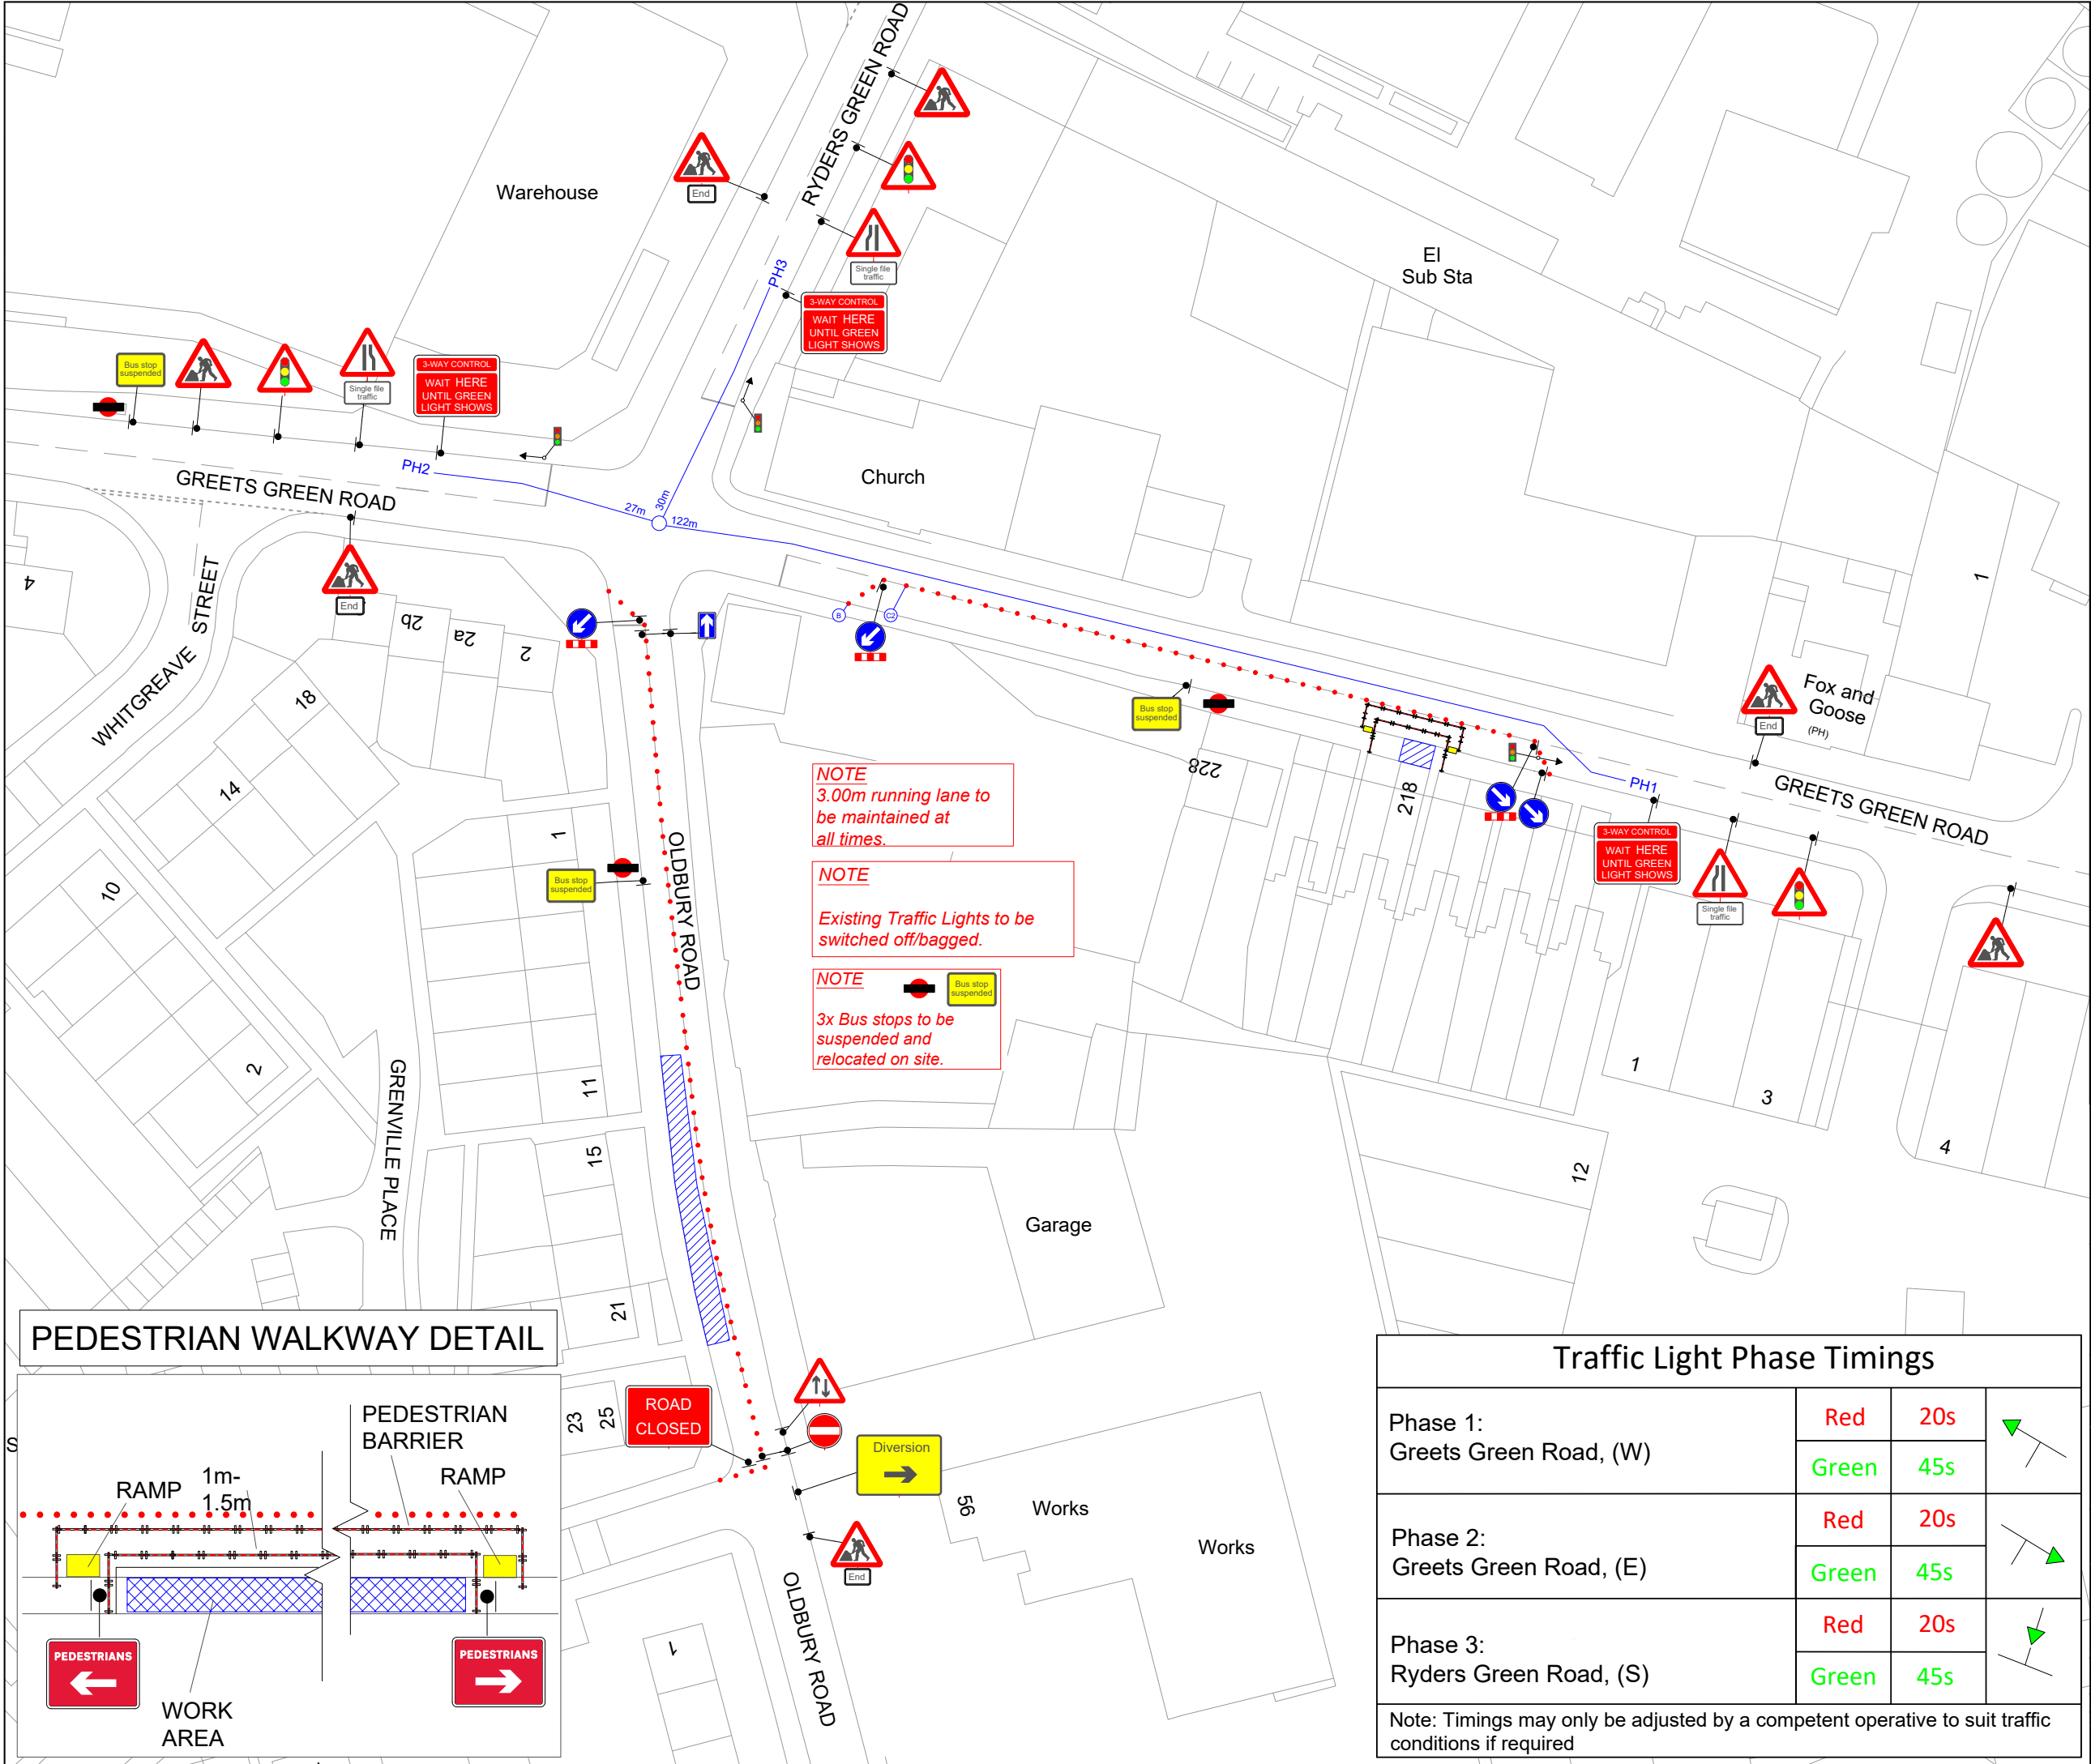 RYDERS GREEN ROAD
Warehouse
End
El
Sub Sta
Single file
traffic
PH3
3-WAY CONTROL
WAIT HERE
UNTIL GREEN
LIGHT SHOWS
Bus stop
suspended
Single file
traffic
3-WAY CONTROL
WAIT HERE
UNTIL GREEN
LIGHT SHOWS
PH2
GREETS GREEN ROAD
Church
27m
30m
122m
4
WHITGREAVE STREET
End
2b
2a
2
B
C2
1
18
14
10
2
Bus stop
suspended
228
218
End
Fox and
Goose
(PH)
PH1
GREETS GREEN ROAD
3-WAY CONTROL
WAIT HERE
UNTIL GREEN
LIGHT SHOWS
Single file
traffic
NOTE
3.00m running lane to
be maintained at
all times.
NOTE
Existing Traffic Lights to be
switched off/bagged.
NOTE
Bus stop
suspended
3x Bus stops to be
suspended and
relocated on site.
1
Bus stop
suspended
OLDBURY ROAD
11
15
21
23
25
GRENVILLE PLACE
1
3
4
12
Garage
ROAD
CLOSED
Diversion
End
56
Works
Works
OLDBURY ROAD
1
S
PEDESTRIAN WALKWAY DETAIL
PEDESTRIAN
BARRIER
RAMP
1m-
1.5m
RAMP
PEDESTRIANS
PEDESTRIANS
WORK
AREA
Traffic Light Phase Timings
Phase 1:
Greets Green Road, (W)
Red 20s
Green 45s
Phase 2:
Greets Green Road, (E)
Red 20s
Green 45s
Phase 3:
Ryders Green Road, (S)
Red 20s
Green 45s
Note: Timings may only be adjusted by a competent operative to suit traffic
conditions if required